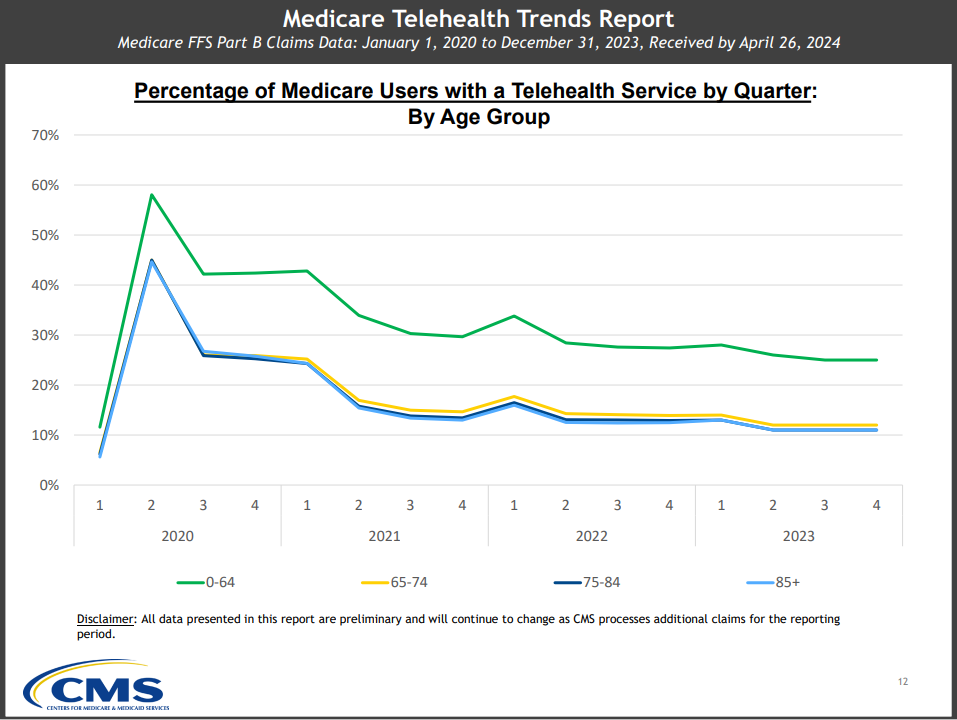 Medicare Telehealth Trends Report
Medicare FFS Part B Claims Data: January 1, 2020 to December 31, 2023, Received by April 26, 2024
Percentage of Medicare Users with a Telehealth Service by Quarter:
By Age Group
70%
60%
50%
40%
30%
20%
10%
0%
1 2 3 4 1 2 3 4 1 2 3 4 1 2 3 4
2020 2021 2022 2023
0-64 65-74 75-84 85+
Disclaimer: All data presented in this report are preliminary and will continue to change as CMS processes additional claims for the reporting
period.
CMS
CENTERS FOR MEDICARE & MEDICAID SERVICES
12